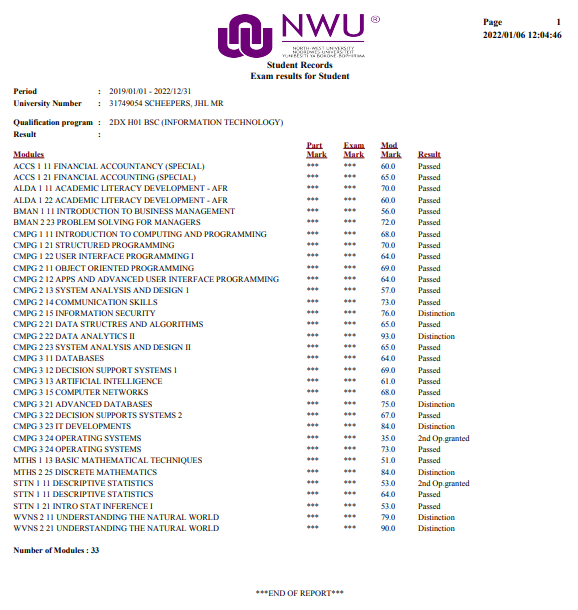 NWU ®
NORTH-WEST UNIVERSITY
NOORDWES-UNIVERSITEIT
YUNIBESITI YA BOKONE-BOPHIRIMA
Page 1
2022/01/06 12:04:46
Student Records
Exam results for Student
Period : 2019/01/01 - 2022/12/31
University Number : 31749054 SCHEEPERS, JHL MR
Qualification program : 2DX H01 BSC (INFORMATION TECHNOLOGY)
Result :
Part Exam Mod
Modules Mark Mark Mark Result
ACCS 1 11 FINANCIAL ACCOUNTANCY (SPECIAL) *** *** 60.0 Passed
ACCS 1 21 FINANCIAL ACCOUNTING (SPECIAL) *** *** 65.0 Passed
ALDA 1 11 ACADEMIC LITERACY DEVELOPMENT - AFR *** *** 70.0 Passed
ALDA 1 22 ACADEMIC LITERACY DEVELOPMENT - AFR *** *** 60.0 Passed
BMAN 1 11 INTRODUCTION TO BUSINESS MANAGEMENT *** *** 56.0 Passed
BMAN 2 23 PROBLEM SOLVING FOR MANAGERS *** *** 72.0 Passed
CMPG 1 11 INTRODUCTION TO COMPUTING AND PROGRAMMING *** *** 68.0 Passed
CMPG 1 21 STRUCTURED PROGRAMMING *** *** 70.0 Passed
CMPG 1 22 USER INTERFACE PROGRAMMING I *** *** 64.0 Passed
CMPG 2 11 OBJECT ORIENTED PROGRAMMING *** *** 69.0 Passed
CMPG 2 12 APPS AND ADVANCED USER INTERFACE PROGRAMMING *** *** 64.0 Passed
CMPG 2 13 SYSTEM ANALYSIS AND DESIGN 1 *** *** 57.0 Passed
CMPG 2 14 COMMUNICATION SKILLS *** *** 73.0 Passed
CMPG 2 15 INFORMATION SECURITY *** *** 76.0 Distinction
CMPG 2 21 DATA STRUCTRES AND ALGORITHMS *** *** 65.0 Passed
CMPG 2 22 DATA ANALYTICS II *** *** 93.0 Distinction
CMPG 2 23 SYSTEM ANALYSIS AND DESIGN II *** *** 65.0 Passed
CMPG 3 11 DATABASES *** *** 64.0 Passed
CMPG 3 12 DECISION SUPPORT SYSTEMS 1 *** *** 69.0 Passed
CMPG 3 13 ARTIFICIAL INTELLIGENCE *** *** 61.0 Passed
CMPG 3 15 COMPUTER NETWORKS *** *** 68.0 Passed
CMPG 3 21 ADVANCED DATABASES *** *** 75.0 Distinction
CMPG 3 22 DECISION SUPPORTS SYSTEMS 2 *** *** 67.0 Passed
CMPG 3 23 IT DEVELOPMENTS *** *** 84.0 Distinction
CMPG 3 24 OPERATING SYSTEMS *** *** 35.0 2nd Op.granted
CMPG 3 24 OPERATING SYSTEMS *** *** 73.0 Passed
MTHS 1 13 BASIC MATHEMATICAL TECHNIQUES *** *** 51.0 Passed
MTHS 2 25 DISCRETE MATHEMATICS *** *** 84.0 Distinction
STTN 1 11 DESCRIPTIVE STATISTICS *** *** 53.0 2nd Op.granted
STTN 1 11 DESCRIPTIVE STATISTICS *** *** 64.0 Passed
STTN 1 21 INTRO STAT INFERENCE I *** *** 53.0 Passed
WVNS 2 11 UNDERSTANDING THE NATURAL WORLD *** *** 79.0 Distinction
WVNS 2 21 UNDERSTANDING THE NATURAL WORLD *** *** 90.0 Distinction
Number of Modules : 33
***END OF REPORT***